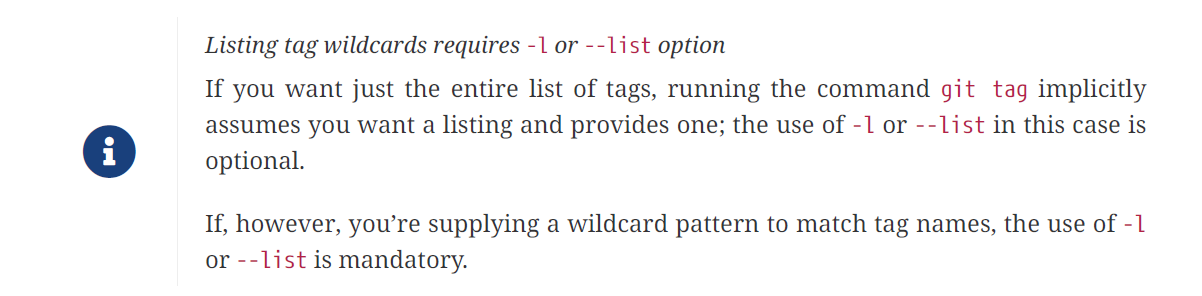 Listing tag wildcards requires -l or --list option
If you want just the entire list of tags, running the command git tag implicitly
assumes you want a listing and provides one; the use of -l or --list in this case is
optional.
If, however, you’re supplying a wildcard pattern to match tag names, the use of -l
or --list is mandatory.